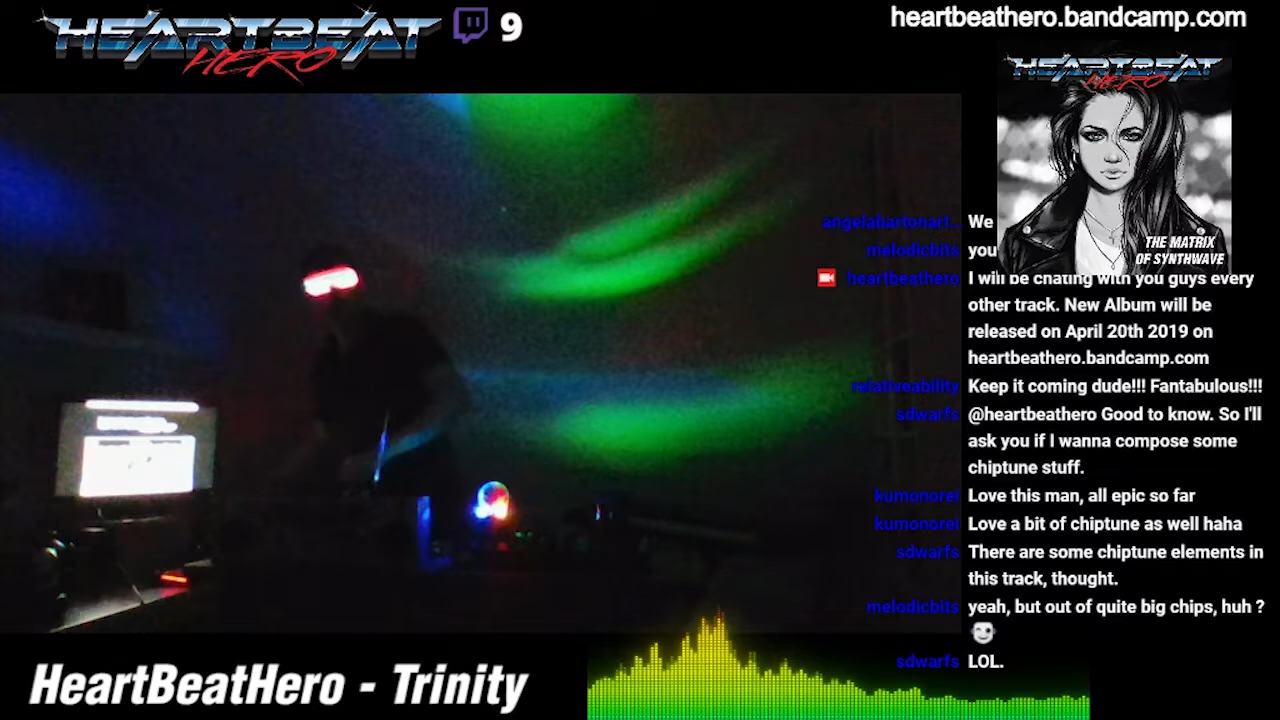 HEARTBEAT
HERO
9
heartbeathero.bandcamp.com
HEARTBEAT
HERO
THE MATRIX
OF SYNTHWAVE
angelabartonart... We
melodicbits you
heartbeathero I will be chating with you guys every
other track. New Album will be
released on April 20th 2019 on
heartbeathero.bandcamp.com
relativeability Keep it coming dude!!! Fantabulous!!!
sdwarfs @heartbeathero Good to know. So I'll
ask you if I wanna compose some
chiptune stuff.
kumonorei Love this man, all epic so far
kumonorei Love a bit of chiptune as well haha
sdwarfs There are some chiptune elements in
this track, thought.
melodicbits yeah, but out of quite big chips, huh ?
sdwarfs LOL.
HeartBeatHero - Trinity